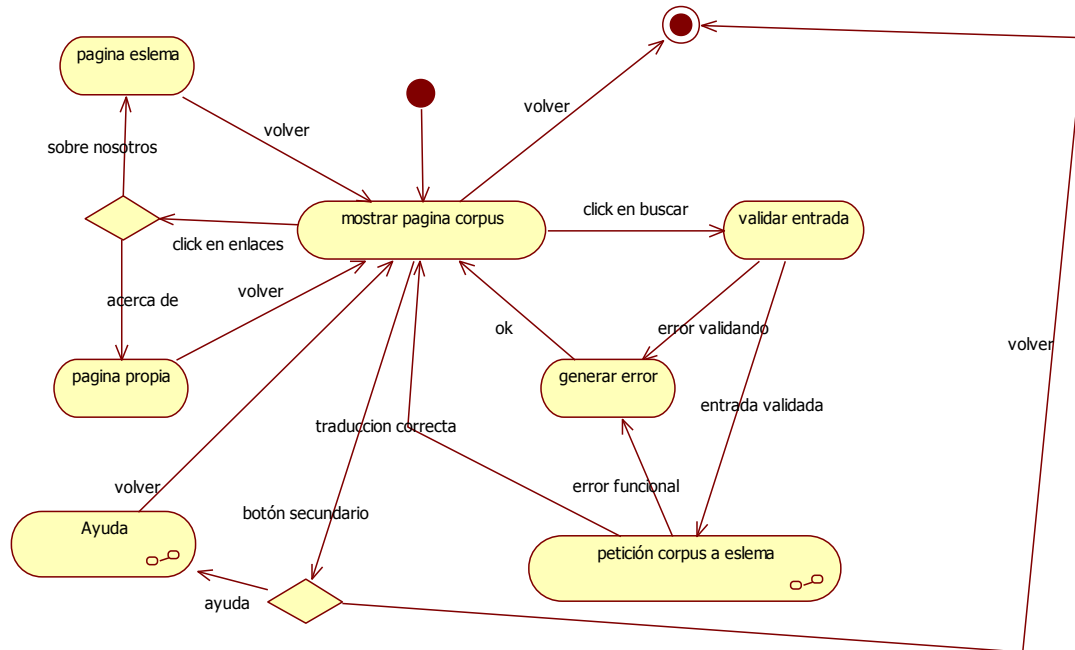 pagina eslema
volver
volver
sobre nosotros
mostrar pagina corpus
click en buscar
validar entrada
click en enlaces
volver
acerca de
ok
error validando
volver
pagina propia
generar error
entrada validada
traduccion correcta
volver
error funcional
botón secundario
Ayuda
petición corpus a eslema
ayuda